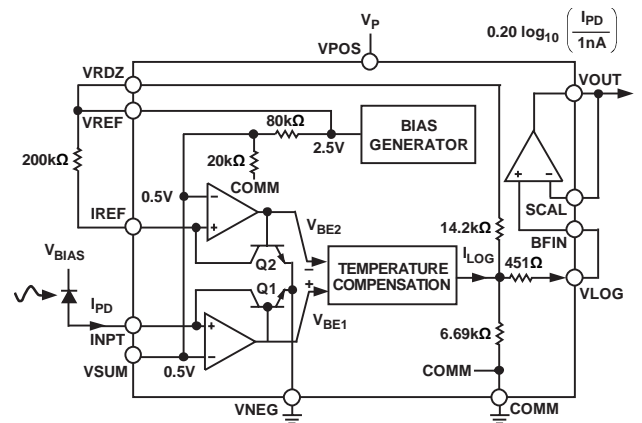 V_P
0.20 log_10 (I_PD / 1nA)
VPOS
VRDZ
VOUT
VREF
80kΩ
BIAS
GENERATOR
200kΩ
20kΩ
2.5V
COMM
0.5V
SCAL
IREF
V_BE2
14.2kΩ
BFIN
V_BIAS
Q2
TEMPERATURE
COMPENSATION
I_LOG
451Ω
VLOG
Q1
I_PD
INPT
V_BE1
6.69kΩ
VSUM
0.5V
COMM
VNEG
COMM